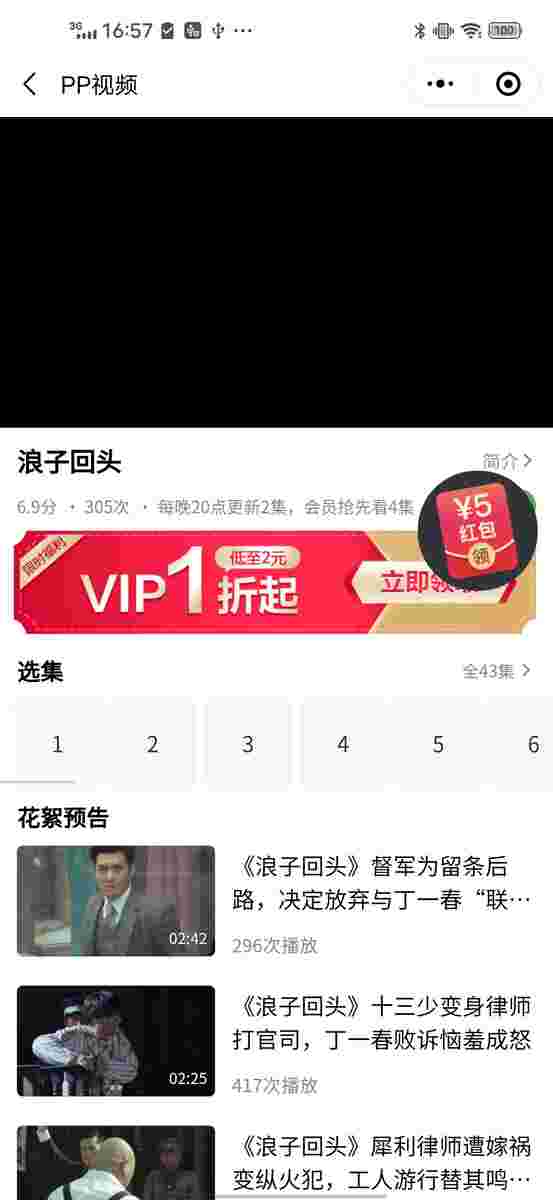 3G 16:57 100
PP视频
浪子回头
简介
6.9分 · 305次 · 每晚20点更新2集，会员抢先看4集
¥5
红包
领
限时福利
VIP1折起
低至2元
立即领
选集
全43集
1 2 3 4 5 6
花絮预告
《浪子回头》督军为留条后
路，决定放弃与丁一春“联…
02:42
296次播放
《浪子回头》十三少变身律师
打官司，丁一春败诉恼羞成怒
02:25
417次播放
《浪子回头》犀利律师遭嫁祸
变纵火犯，工人游行替其鸣…